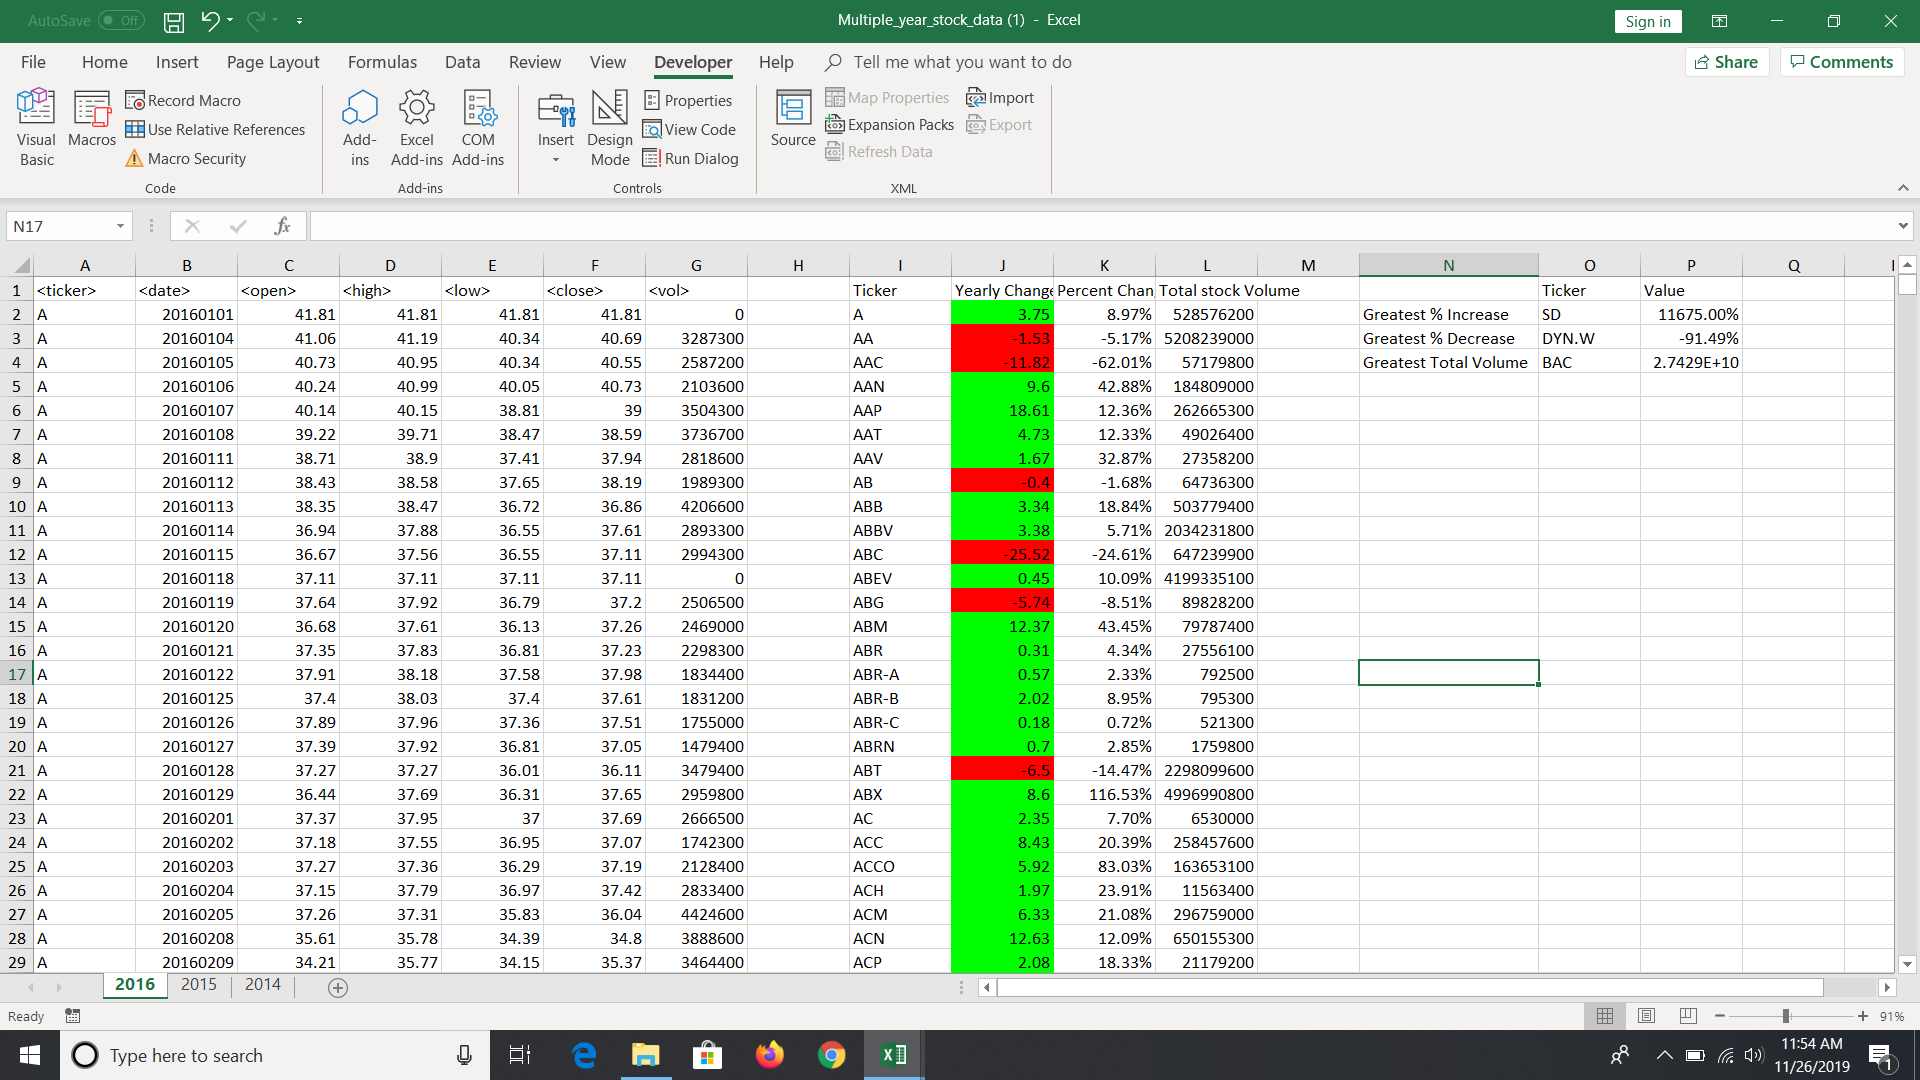 AutoSave Off Multiple_year_stock_data (1) - Excel Sign in
File Home Insert Page Layout Formulas Data Review View Developer Help Tell me what you want to do Share Comments
Visual Basic Macros Record Macro Use Relative References Macro Security Code
Add-ins Excel Add-ins COM Add-ins Add-ins
Insert Design Mode Properties View Code Run Dialog Controls
Source Map Properties Expansion Packs Refresh Data Import Export XML
N17 fx
A B C D E F G H I J K L M N O P Q
1 <ticker> <date> <open> <high> <low> <close> <vol> Ticker Yearly Change Percent Chan Total stock Volume Ticker Value
2 A 20160101 41.81 41.81 41.81 41.81 0 A 3.75 8.97% 528576200 Greatest % Increase SD 11675.00%
3 A 20160104 41.06 41.19 40.34 40.69 3287300 AA -1.53 -5.17% 5208239000 Greatest % Decrease DYN.W -91.49%
4 A 20160105 40.73 40.95 40.34 40.55 2587200 AAC -11.82 -62.01% 57179800 Greatest Total Volume BAC 2.7429E+10
5 A 20160106 40.24 40.99 40.05 40.73 2103600 AAN 9.6 42.88% 184809000
6 A 20160107 40.14 40.15 38.81 39 3504300 AAP 18.61 12.36% 262665300
7 A 20160108 39.22 39.71 38.47 38.59 3736700 AAT 4.73 12.33% 49026400
8 A 20160111 38.71 38.9 37.41 37.94 2818600 AAV 1.67 32.87% 27358200
9 A 20160112 38.43 38.58 37.65 38.19 1989300 AB -0.4 -1.68% 64736300
10 A 20160113 38.35 38.47 36.72 36.86 4206600 ABB 3.34 18.84% 503779400
11 A 20160114 36.94 37.88 36.55 37.61 2893300 ABBV 3.38 5.71% 2034231800
12 A 20160115 36.67 37.56 36.55 37.11 2994300 ABC -25.52 -24.61% 647239900
13 A 20160118 37.11 37.11 37.11 37.11 0 ABEV 0.45 10.09% 4199335100
14 A 20160119 37.64 37.92 36.79 37.2 2506500 ABG -5.74 -8.51% 89828200
15 A 20160120 36.68 37.61 36.13 37.26 2469000 ABM 12.37 43.45% 79787400
16 A 20160121 37.35 37.83 36.81 37.23 2298300 ABR 0.31 4.34% 27556100
17 A 20160122 37.91 38.18 37.58 37.98 1834400 ABR-A 0.57 2.33% 792500
18 A 20160125 37.4 38.03 37.4 37.61 1831200 ABR-B 2.02 8.95% 795300
19 A 20160126 37.89 37.96 37.36 37.51 1755000 ABR-C 0.18 0.72% 521300
20 A 20160127 37.39 37.92 36.81 37.05 1479400 ABRN 0.7 2.85% 1759800
21 A 20160128 37.27 37.27 36.01 36.11 3479400 ABT -6.5 -14.47% 2298099600
22 A 20160129 36.44 37.69 36.31 37.65 2959800 ABX 8.6 116.53% 4996990800
23 A 20160201 37.37 37.95 37 37.69 2666500 AC 2.35 7.70% 6530000
24 A 20160202 37.18 37.55 36.95 37.07 1742300 ACC 8.43 20.39% 258457600
25 A 20160203 37.27 37.36 36.29 37.19 2128400 ACCO 5.92 83.03% 163653100
26 A 20160204 37.15 37.79 36.97 37.42 2833400 ACH 1.97 23.91% 11563400
27 A 20160205 37.26 37.31 35.83 36.04 4424600 ACM 6.33 21.08% 296759000
28 A 20160208 35.61 35.78 34.39 34.8 3888600 ACN 12.63 12.09% 650155300
29 A 20160209 34.21 35.77 34.15 35.37 3464400 ACP 2.08 18.33% 21179200
2016 2015 2014
Ready 91%
Type here to search 11:54 AM
11/26/2019 1